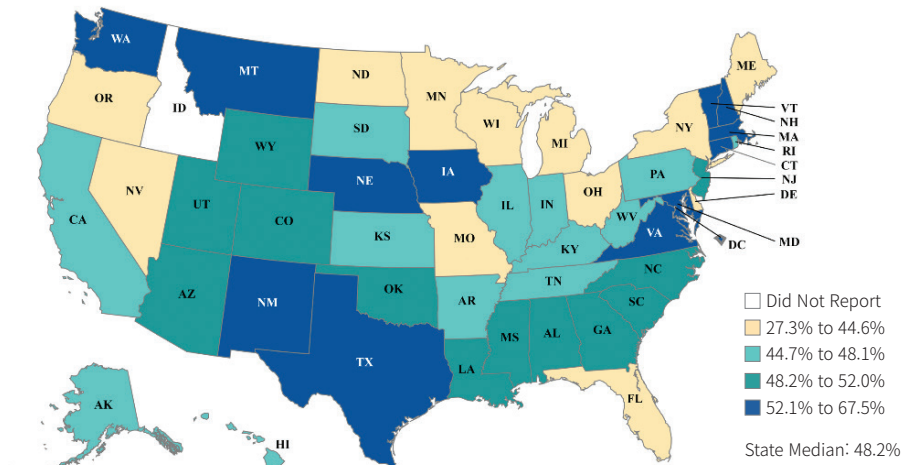 WA
MT
ND
MN
ME
OR
ID
SD
WI
MI
NY
VT
NH
MA
RI
CT
NJ
DE
MD
DC
WY
NE
IA
PA
NV
UT
CO
IL
IN
OH
WV
VA
CA
KS
MO
KY
AZ
NM
OK
AR
TN
NC
SC
MS
AL
GA
TX
LA
FL
AK
HI
Did Not Report
27.3% to 44.6%
44.7% to 48.1%
48.2% to 52.0%
52.1% to 67.5%
State Median: 48.2%